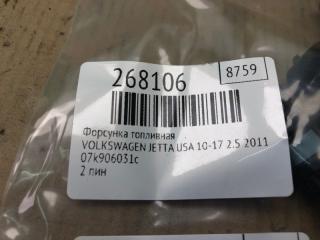 268106
8759
Форсунка топливная
VOLKSWAGEN JETTA USA 10-17 2.5 2011
07k906031c
2 пин